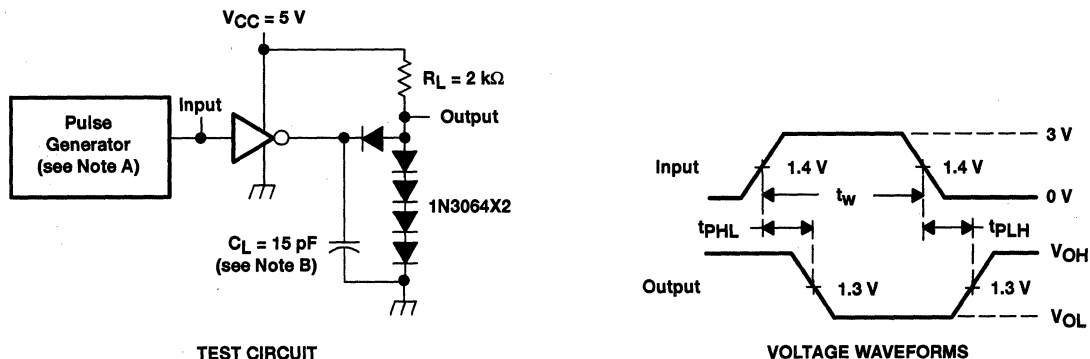 VCC = 5 V
RL = 2 kΩ
Input
Output
Pulse
Generator
(see Note A)
1N3064X2
CL = 15 pF
(see Note B)
TEST CIRCUIT
3 V
Input
1.4 V
1.4 V
tw
0 V
tPHL
tPLH
VOH
Output
1.3 V
1.3 V
VOL
VOLTAGE WAVEFORMS